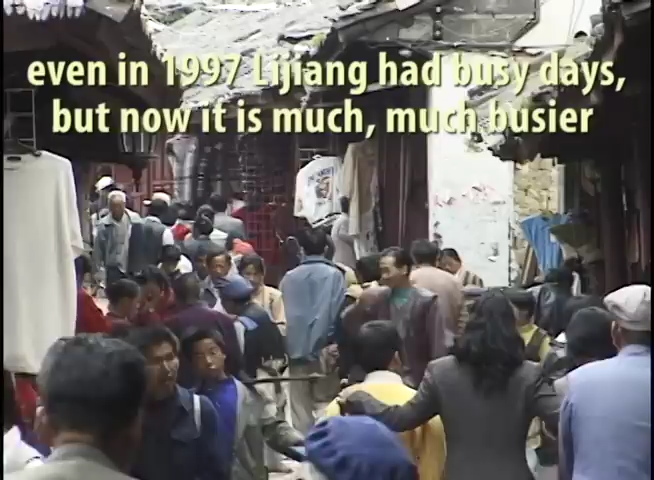 even in 1997 Lijiang had busy days,
but now it is much, much busier